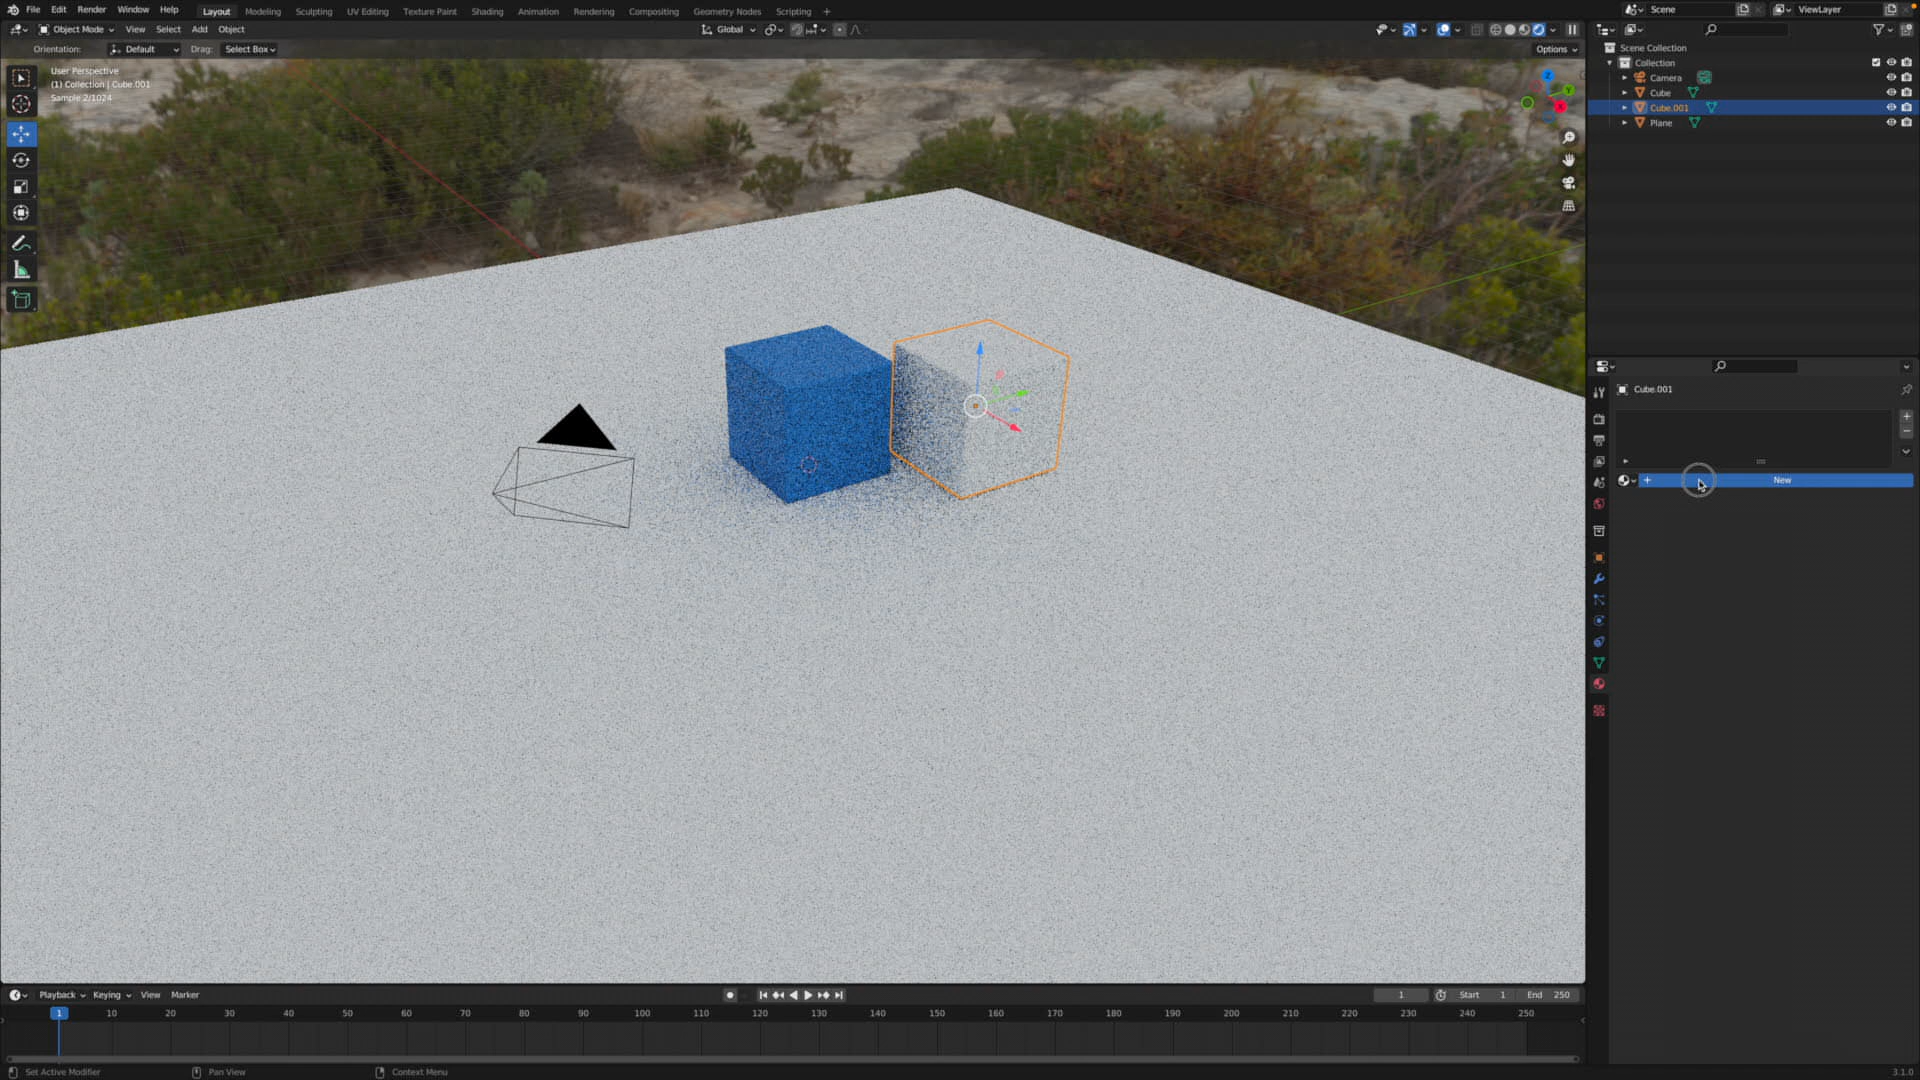 File Edit Render Window Help Layout Modeling Sculpting UV Editing Texture Paint Shading Animation Rendering Compositing Geometry Nodes Scripting + Scene ViewLayer
Object Mode View Select Add Object Global
Orientation: Default Drag: Select Box Options
User Perspective
(1) Collection | Cube.001
Sample 2/1024
Z
Y
X
Scene Collection
Collection
Camera
Cube
Cube.001
Plane
Cube.001
+ New
Playback Keying View Marker 1 Start 1 End 250
1 10 20 30 40 50 60 70 80 90 100 110 120 130 140 150 160 170 180 190 200 210 220 230 240 250
Set Active Modifier Pan View Context Menu 3.1.0